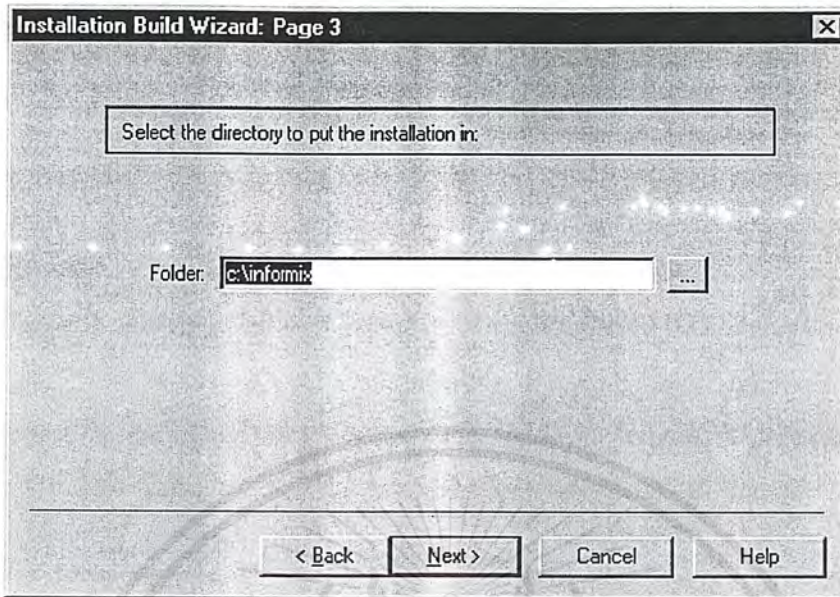 Installation Build Wizard: Page 3
Select the directory to put the installation in:
Folder: c:\informix ...
< Back Next > Cancel Help